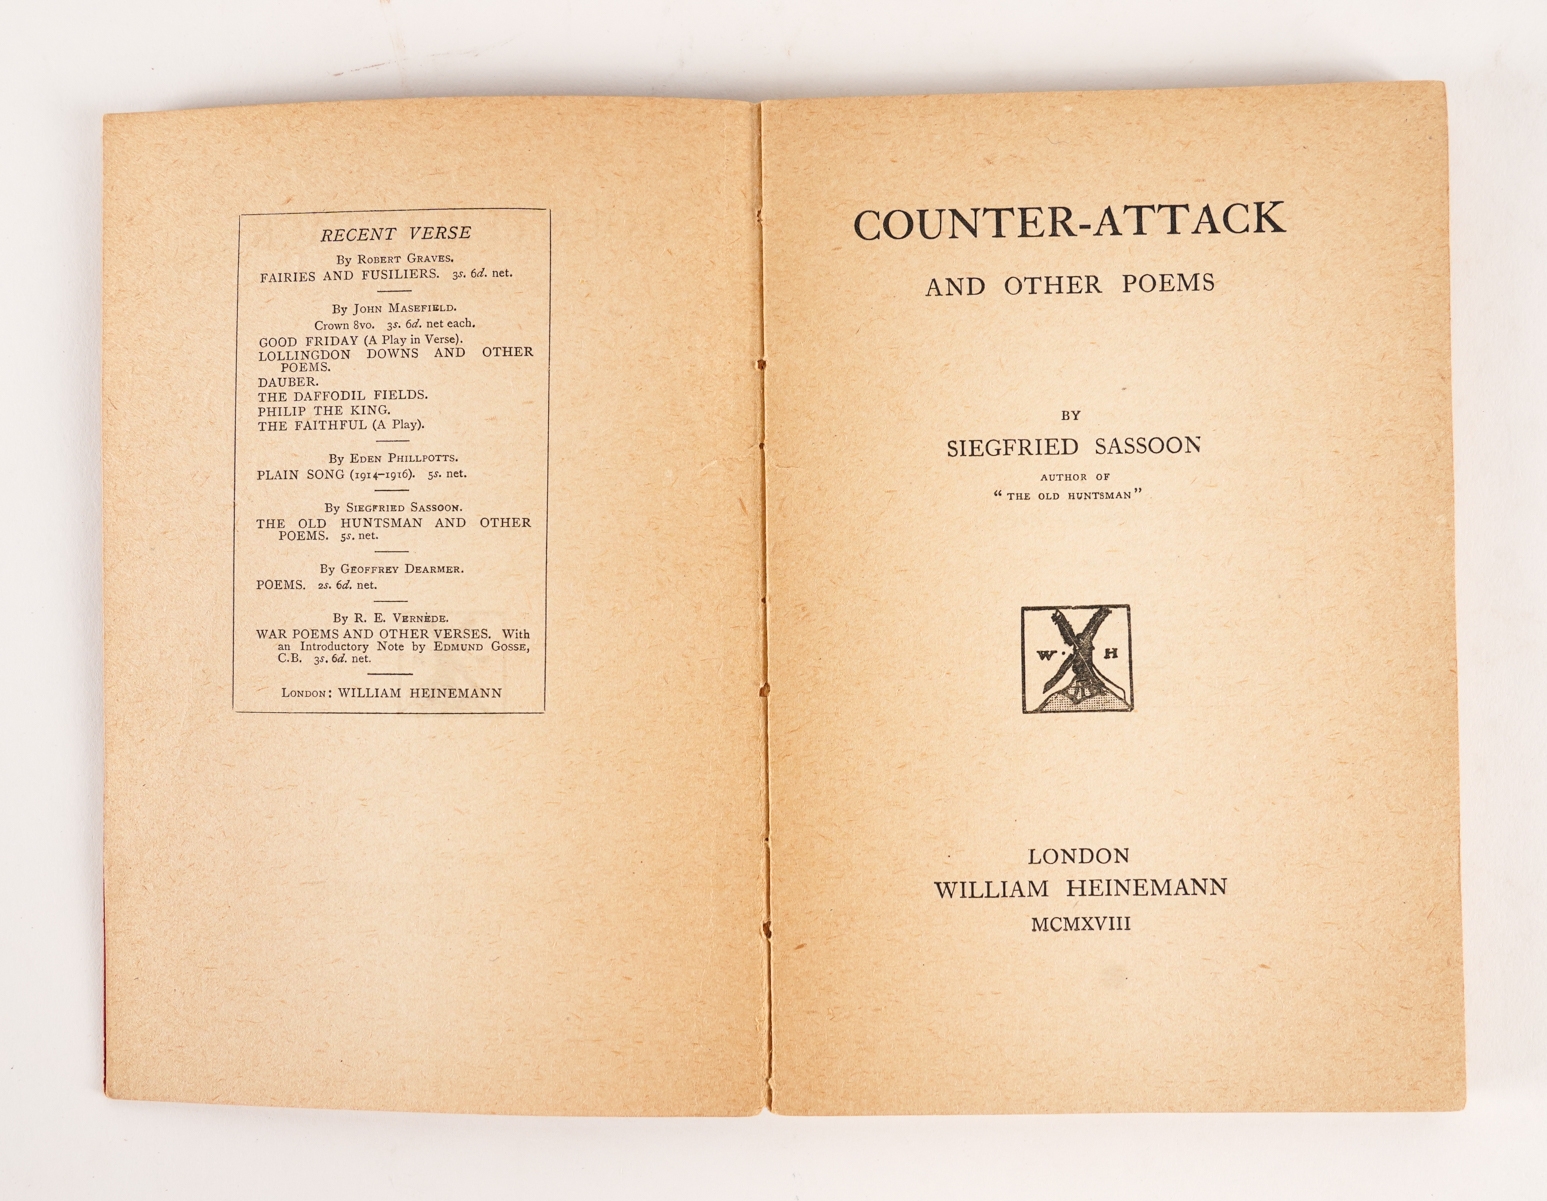 RECENT VERSE
By ROBERT GRAVES.
FAIRIES AND FUSILIERS. 3s. 6d. net.
By JOHN MASEFIELD.
Crown 8vo. 3s. 6d. net each.
GOOD FRIDAY (A Play in Verse).
LOLLINGDON DOWNS AND OTHER
POEMS.
DAUBER.
THE DAFFODIL FIELDS.
PHILIP THE KING.
THE FAITHFUL (A Play).
By EDEN PHILLPOTTS.
PLAIN SONG (1914–1916). 5s. net.
By SIEGFRIED SASSOON.
THE OLD HUNTSMAN AND OTHER
POEMS. 5s. net.
By GEOFFREY DEARMER.
POEMS. 2s. 6d. net.
By R. E. VERNÈDE.
WAR POEMS AND OTHER VERSES. With
an Introductory Note by EDMUND GOSSE,
C.B. 3s. 6d. net.
LONDON: WILLIAM HEINEMANN
COUNTER-ATTACK
AND OTHER POEMS
BY
SIEGFRIED SASSOON
AUTHOR OF
“THE OLD HUNTSMAN”
W · H
LONDON
WILLIAM HEINEMANN
MCMXVIII